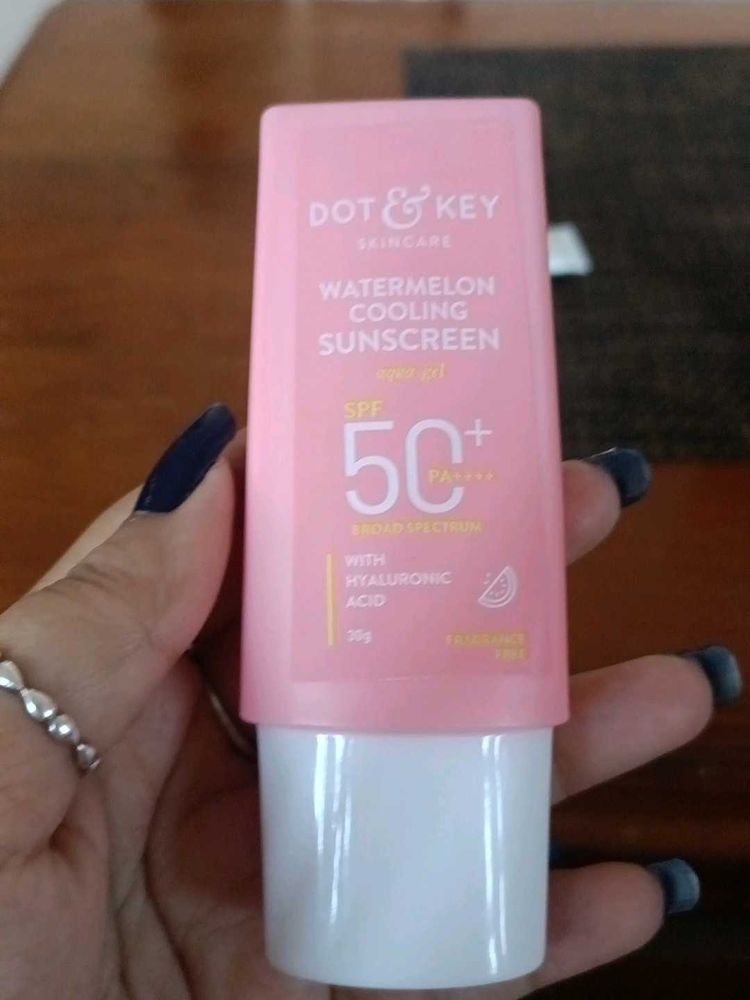 DOT & KEY
SKINCARE
WATERMELON
COOLING
SUNSCREEN
aqua gel
SPF
50+
PA++++
BROAD SPECTRUM
WITH
HYALURONIC
ACID
30g
FRAGRANCE
FREE